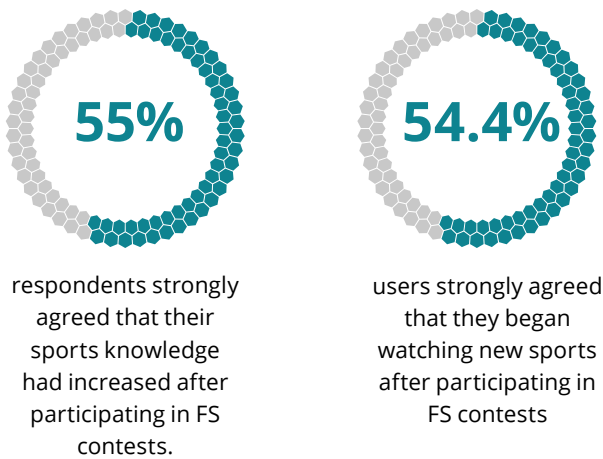 55%
respondents strongly
agreed that their
sports knowledge
had increased after
participating in FS
contests.
54.4%
users strongly agreed
that they began
watching new sports
after participating in
FS contests